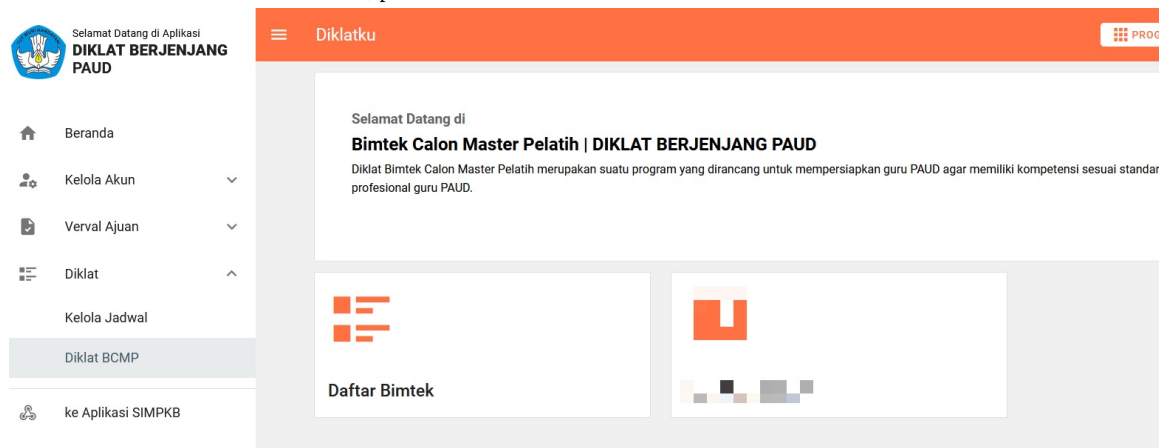 Selamat Datang di Aplikasi
DIKLAT BERJENJANG
PAUD
Beranda
Kelola Akun
Verval Ajuan
Diklat
Kelola Jadwal
Diklat BCMP
ke Aplikasi SIMPKB
Diklatku
Selamat Datang di
Bimtek Calon Master Pelatih | DIKLAT BERJENJANG PAUD
Diklat Bimtek Calon Master Pelatih merupakan suatu program yang dirancang untuk mempersiapkan guru PAUD agar memiliki kompetensi sesuai standar
profesional guru PAUD.
Daftar Bimtek